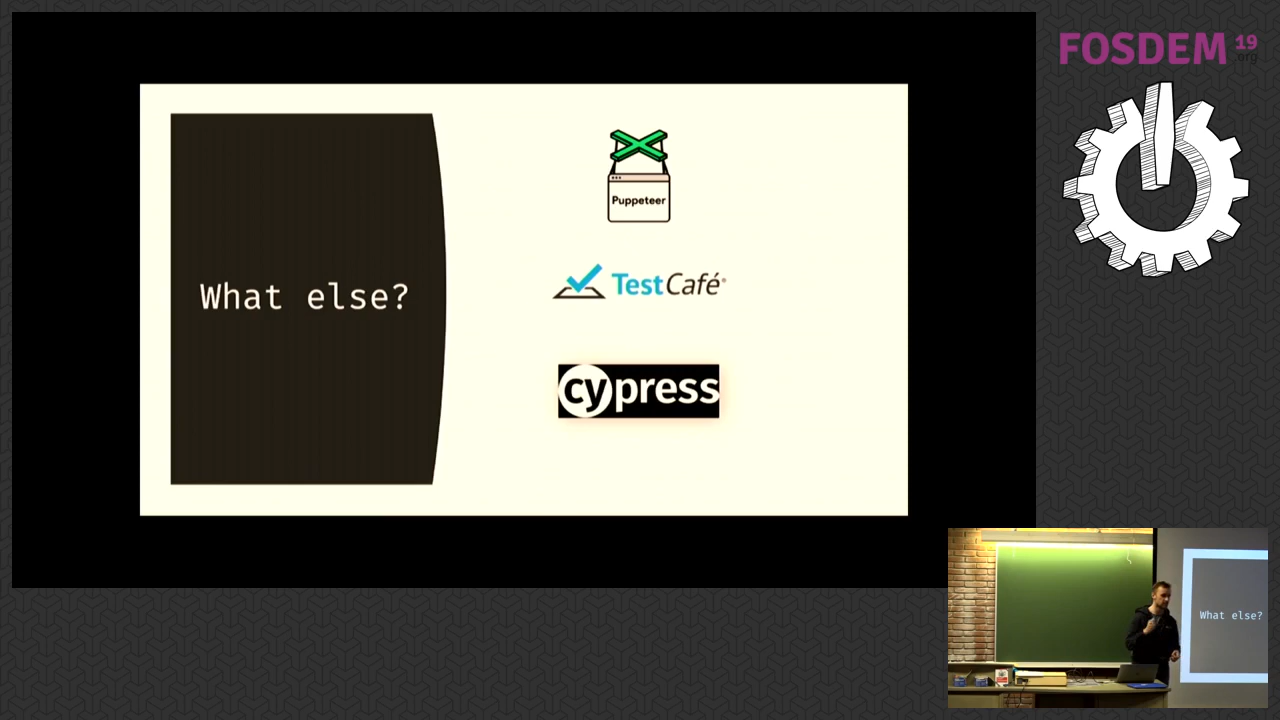 FOSDEM 19
.org
What else?
Puppeteer
TestCafé®
cypress
What else?